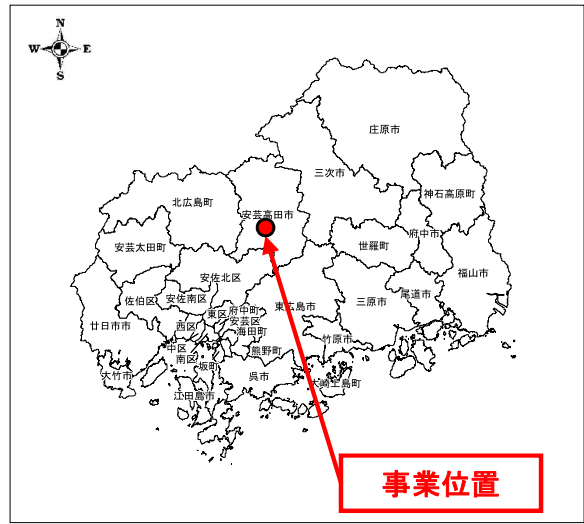 N
W E
S
庄原市
三次市
神石高原町
北広島町
安芸高田市
府中市
世羅町
安芸太田町
福山市
安佐北区
尾道市
三原市
東広島市
佐伯区
安佐南区
府中町
東区
安芸区
廿日市市
西区
海田町
竹原市
中区
熊野町
南区
坂町
大竹市
呉市
大崎上島町
江田島市
事業位置